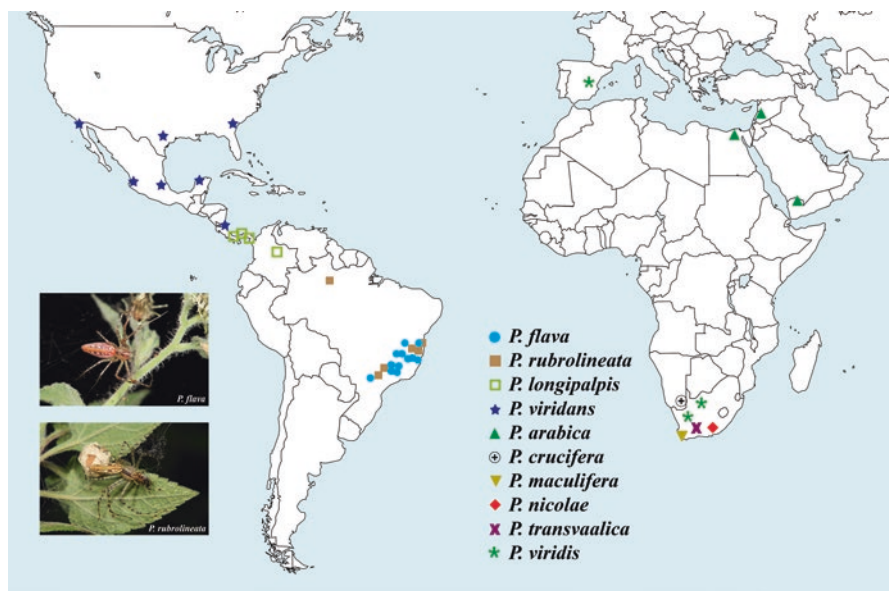 P. flava
P. rubrolineata
P. flava
P. rubrolineata
P. longipalpis
P. viridans
P. arabica
P. crucifera
P. maculifera
P. nicolae
P. transvaalica
P. viridis